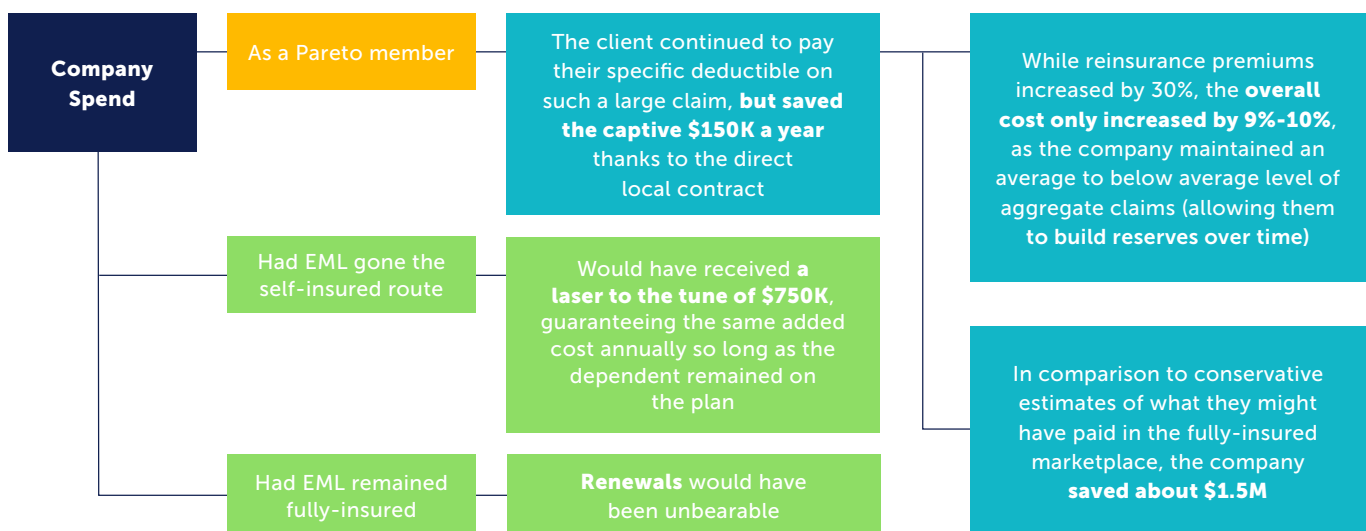 Company
Spend
As a Pareto member
The client continued to pay
their specific deductible on
such a large claim, but saved
the captive $150K a year
thanks to the direct
local contract
While reinsurance premiums
increased by 30%, the overall
cost only increased by 9%-10%,
as the company maintained an
average to below average level of
aggregate claims (allowing them
to build reserves over time)
In comparison to conservative
estimates of what they might
have paid in the fully-insured
marketplace, the company
saved about $1.5M
Had EML gone the
self-insured route
Would have received a
laser to the tune of $750K,
guaranteeing the same added
cost annually so long as the
dependent remained on
the plan
Had EML remained
fully-insured
Renewals would have
been unbearable